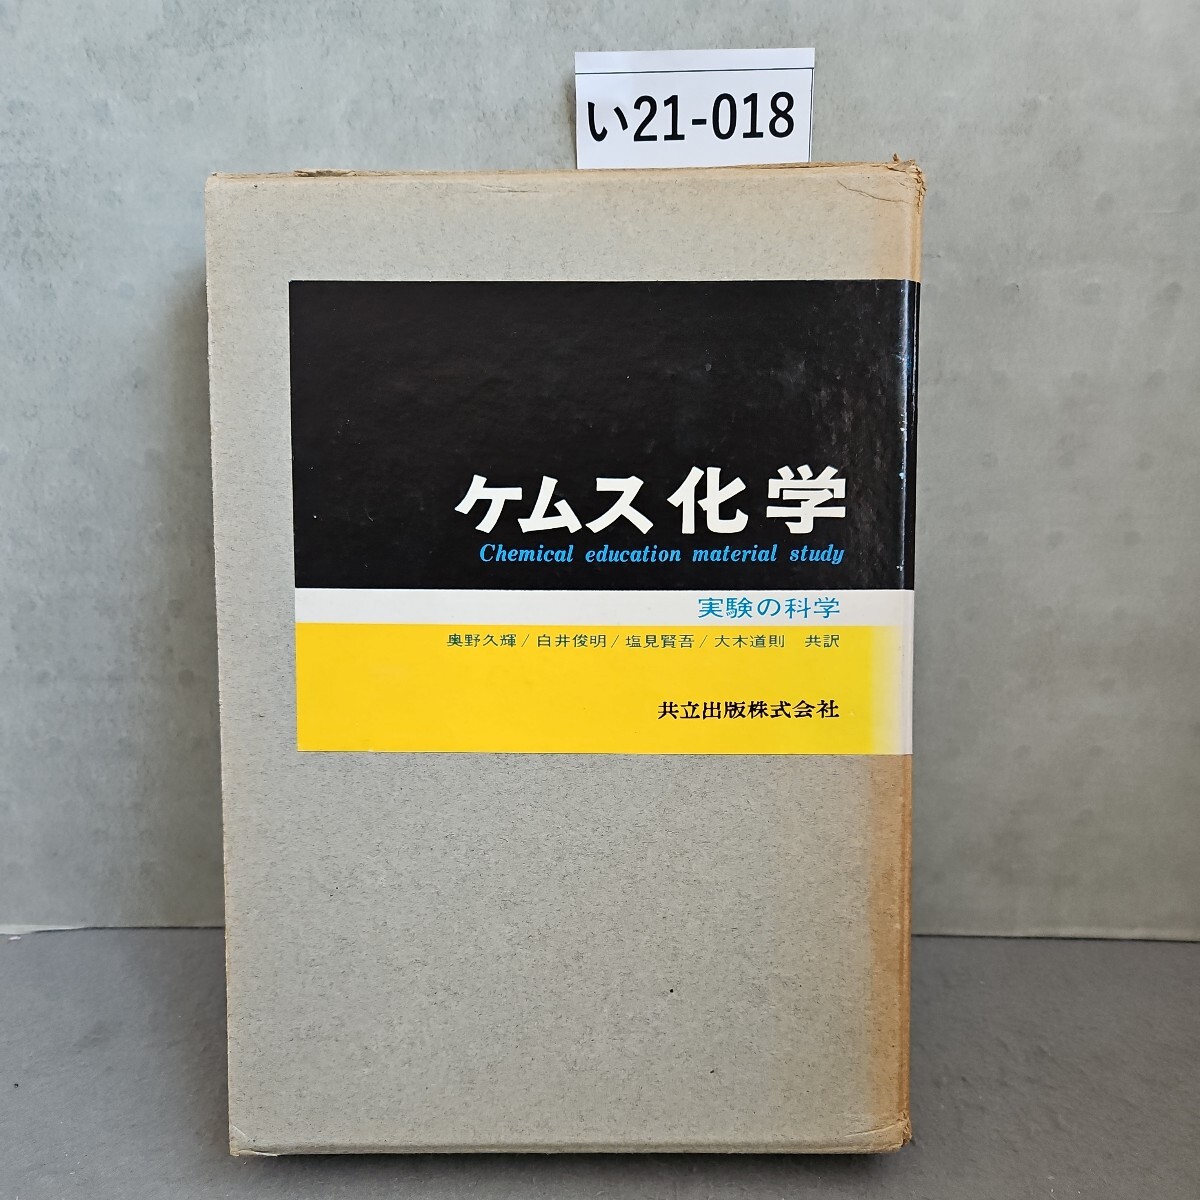 い21-018
ケムス化学
Chemical education material study
実験の科学
奥野久輝/白井俊明/塩見賢吾/大木道則 共訳
共立出版株式会社